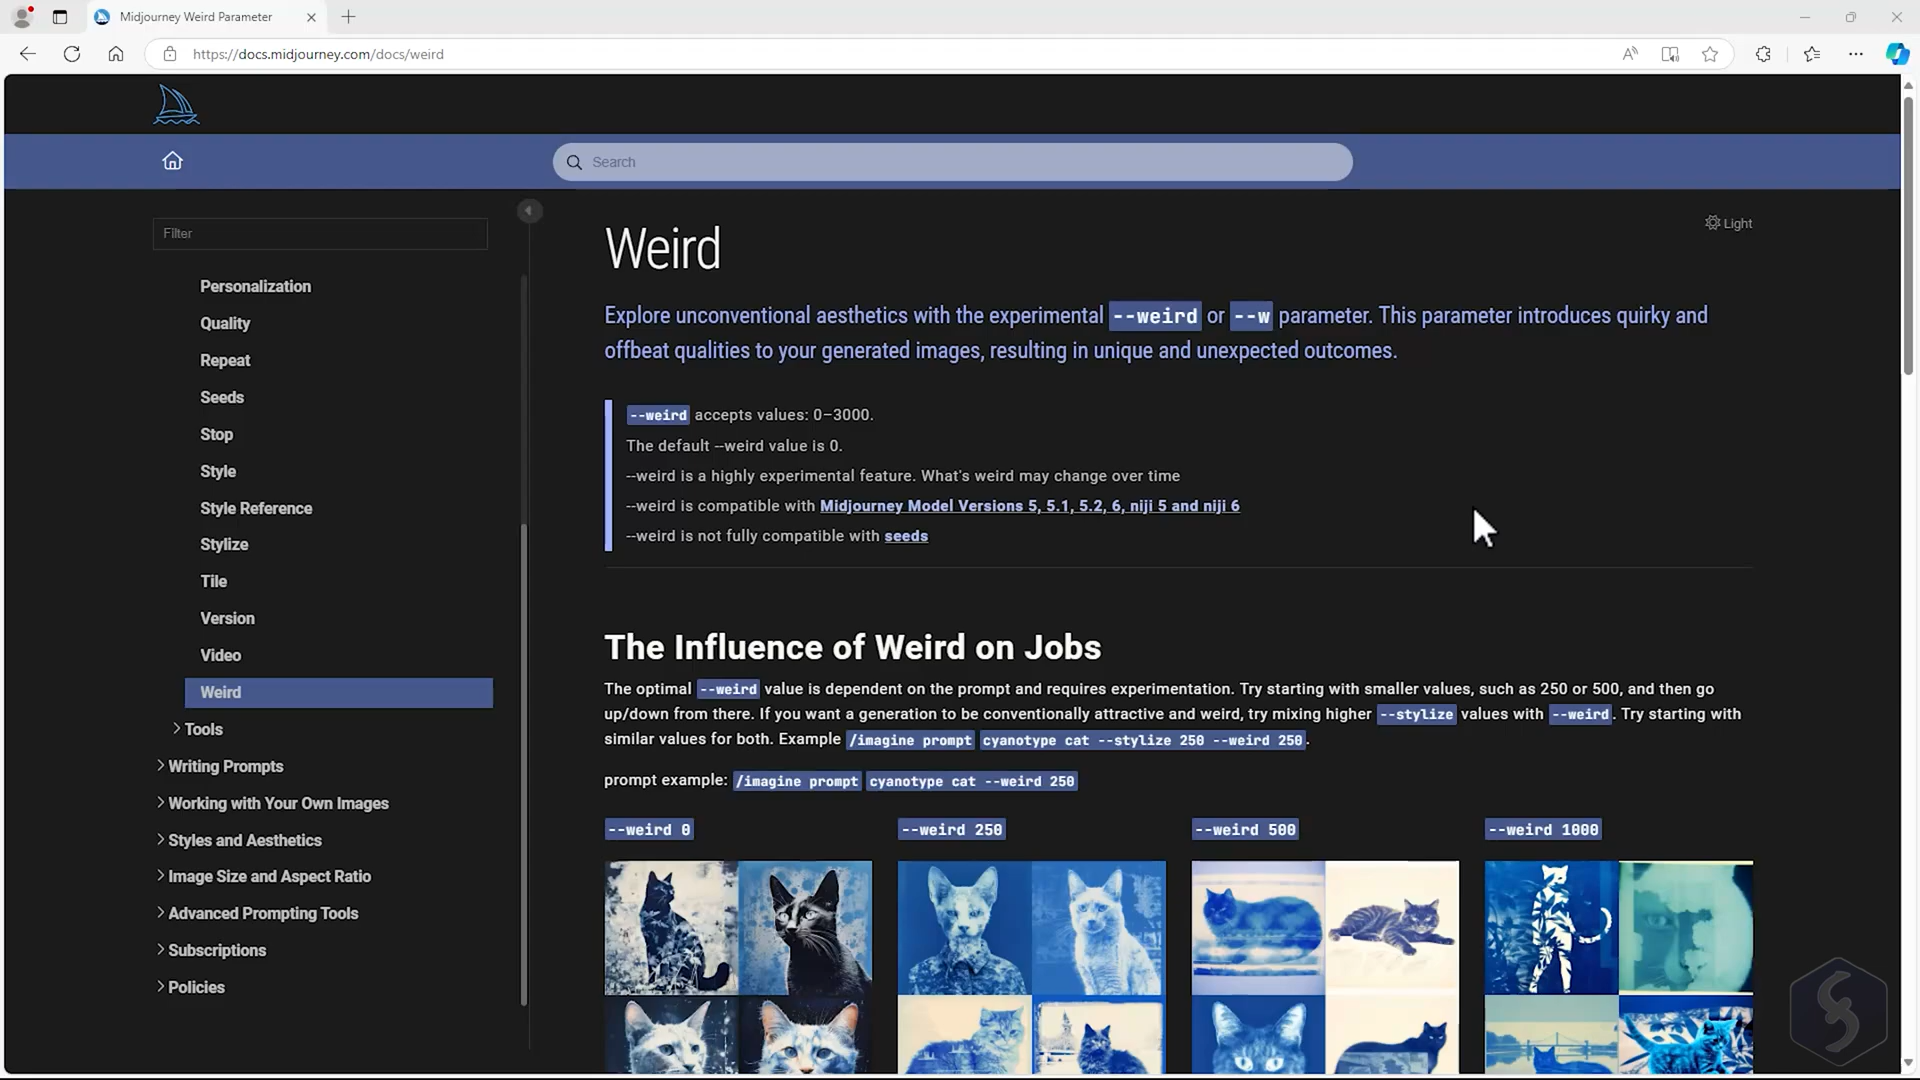 Midjourney Weird Parameter
https://docs.midjourney.com/docs/weird
Search
Filter
Personalization
Quality
Repeat
Seeds
Stop
Style
Style Reference
Stylize
Tile
Version
Video
Weird
Tools
Writing Prompts
Working with Your Own Images
Styles and Aesthetics
Image Size and Aspect Ratio
Advanced Prompting Tools
Subscriptions
Policies
Light
Weird
Explore unconventional aesthetics with the experimental --weird or --w parameter. This parameter introduces quirky and
offbeat qualities to your generated images, resulting in unique and unexpected outcomes.
--weird accepts values: 0–3000.
The default --weird value is 0.
--weird is a highly experimental feature. What's weird may change over time
--weird is compatible with Midjourney Model Versions 5, 5.1, 5.2, 6, niji 5 and niji 6
--weird is not fully compatible with seeds
The Influence of Weird on Jobs
The optimal --weird value is dependent on the prompt and requires experimentation. Try starting with smaller values, such as 250 or 500, and then go
up/down from there. If you want a generation to be conventionally attractive and weird, try mixing higher --stylize values with --weird. Try starting with
similar values for both. Example /imagine prompt cyanotype cat --stylize 250 --weird 250.
prompt example: /imagine prompt cyanotype cat --weird 250
--weird 0 --weird 250 --weird 500 --weird 1000